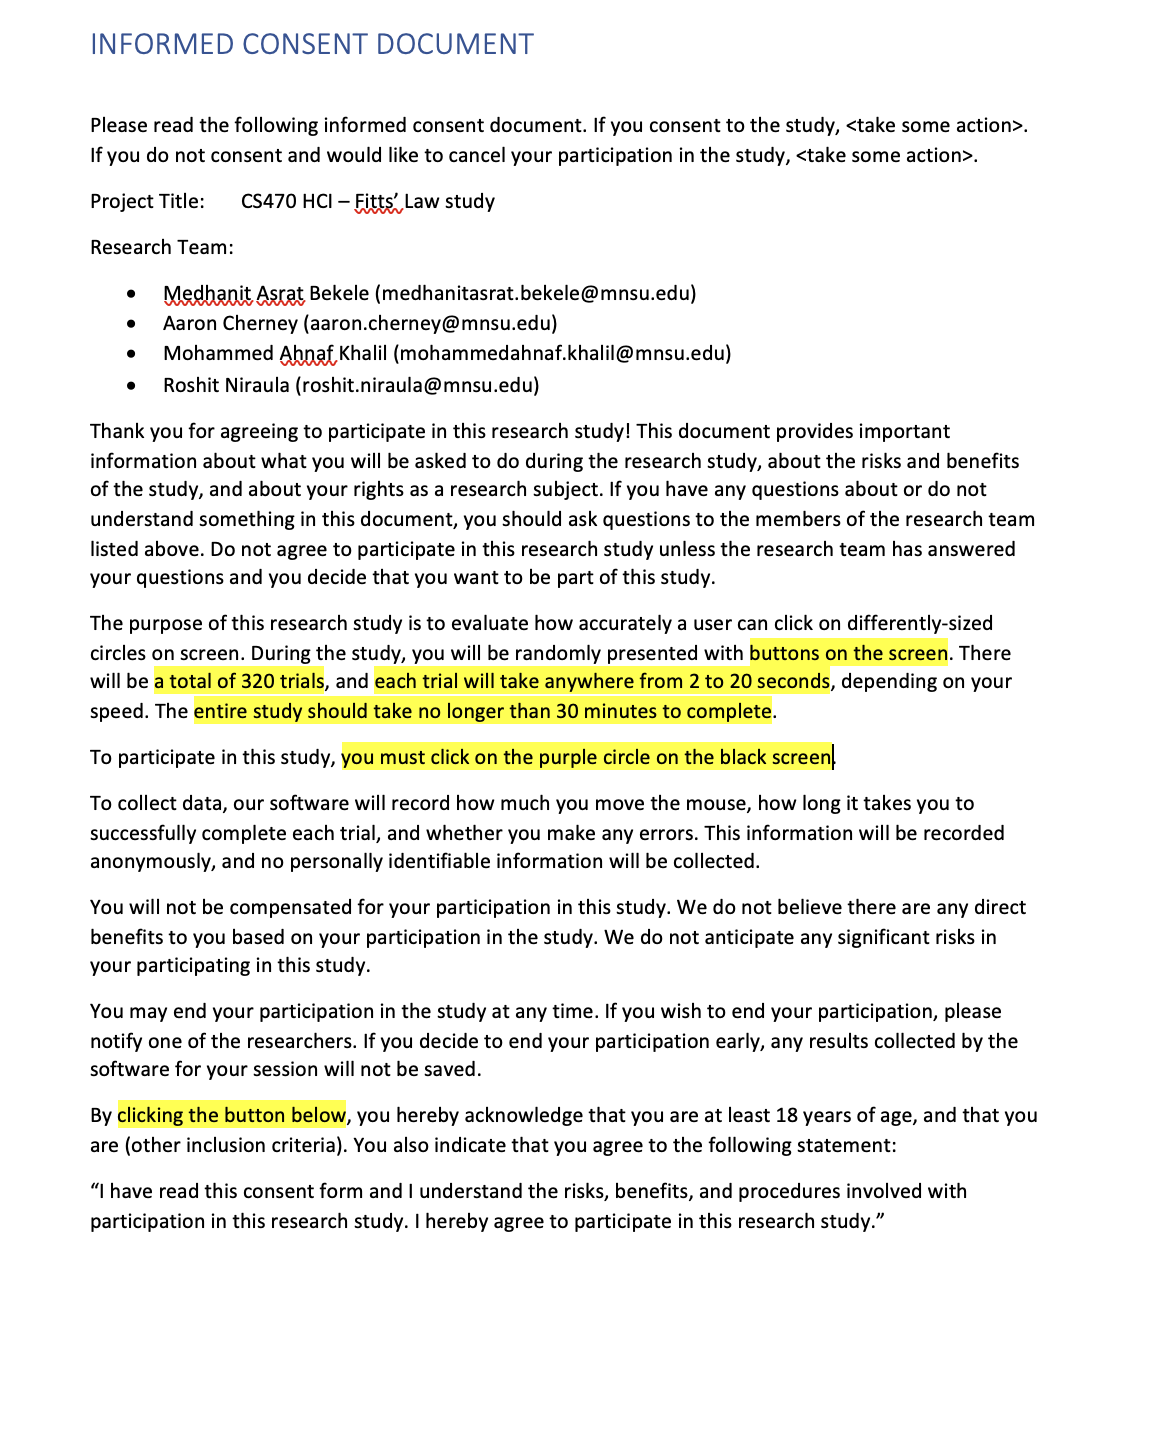 INFORMED CONSENT DOCUMENT
Please read the following informed consent document. If you consent to the study, <take some action>.
If you do not consent and would like to cancel your participation in the study, <take some action>.
Project Title: CS470 HCI – Fitts’ Law study
Research Team:
• Medhanit Asrat Bekele (medhanitasrat.bekele@mnsu.edu)
• Aaron Cherney (aaron.cherney@mnsu.edu)
• Mohammed Ahnaf Khalil (mohammedahnaf.khalil@mnsu.edu)
• Roshit Niraula (roshit.niraula@mnsu.edu)
Thank you for agreeing to participate in this research study! This document provides important
information about what you will be asked to do during the research study, about the risks and benefits
of the study, and about your rights as a research subject. If you have any questions about or do not
understand something in this document, you should ask questions to the members of the research team
listed above. Do not agree to participate in this research study unless the research team has answered
your questions and you decide that you want to be part of this study.
The purpose of this research study is to evaluate how accurately a user can click on differently-sized
circles on screen. During the study, you will be randomly presented with buttons on the screen. There
will be a total of 320 trials, and each trial will take anywhere from 2 to 20 seconds, depending on your
speed. The entire study should take no longer than 30 minutes to complete.
To participate in this study, you must click on the purple circle on the black screen.
To collect data, our software will record how much you move the mouse, how long it takes you to
successfully complete each trial, and whether you make any errors. This information will be recorded
anonymously, and no personally identifiable information will be collected.
You will not be compensated for your participation in this study. We do not believe there are any direct
benefits to you based on your participation in the study. We do not anticipate any significant risks in
your participating in this study.
You may end your participation in the study at any time. If you wish to end your participation, please
notify one of the researchers. If you decide to end your participation early, any results collected by the
software for your session will not be saved.
By clicking the button below, you hereby acknowledge that you are at least 18 years of age, and that you
are (other inclusion criteria). You also indicate that you agree to the following statement:
“I have read this consent form and I understand the risks, benefits, and procedures involved with
participation in this research study. I hereby agree to participate in this research study.”